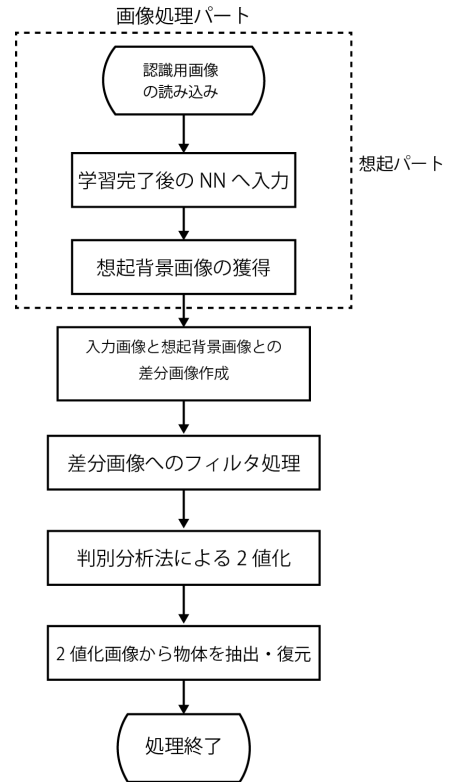 画像処理パート
認識用画像
の読み込み
想起パート
学習完了後の NN へ入力
想起背景画像の獲得
入力画像と想起背景画像との
差分画像作成
差分画像へのフィルタ処理
判別分析法による 2 値化
2 値化画像から物体を抽出・復元
処理終了